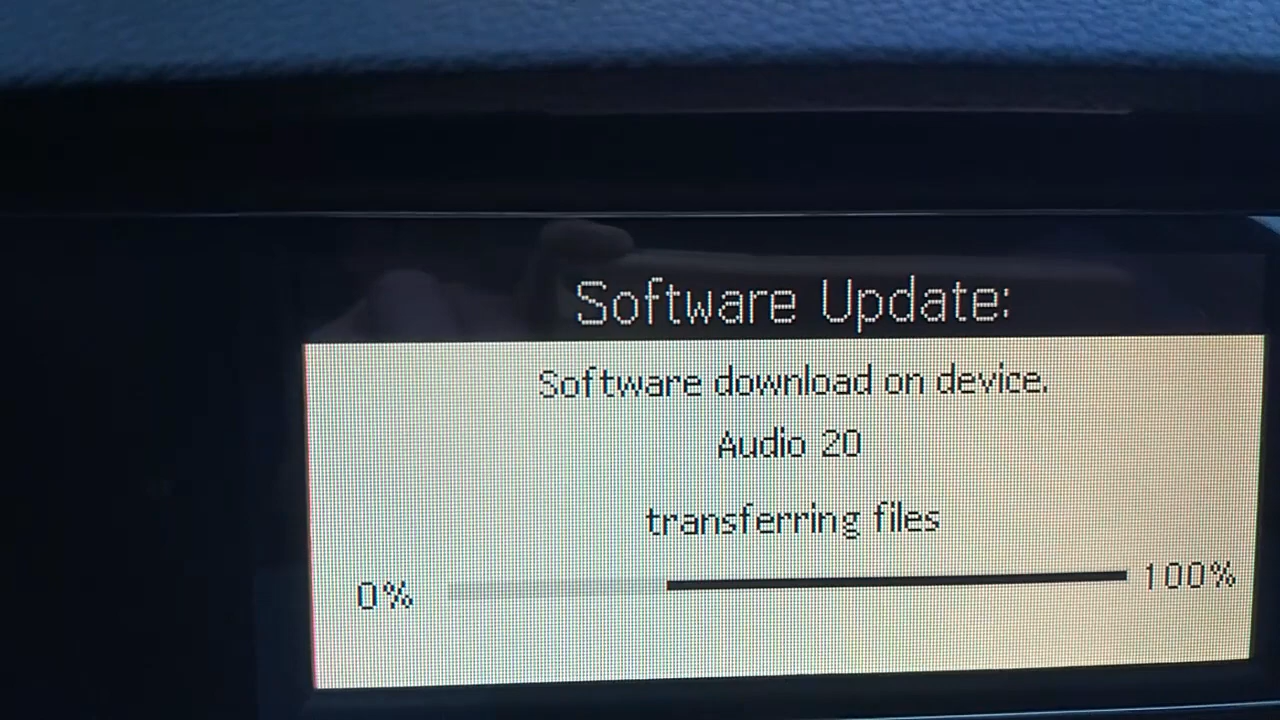 Software Update:
Software download on device.
Audio 20
transferring files
0% 100%